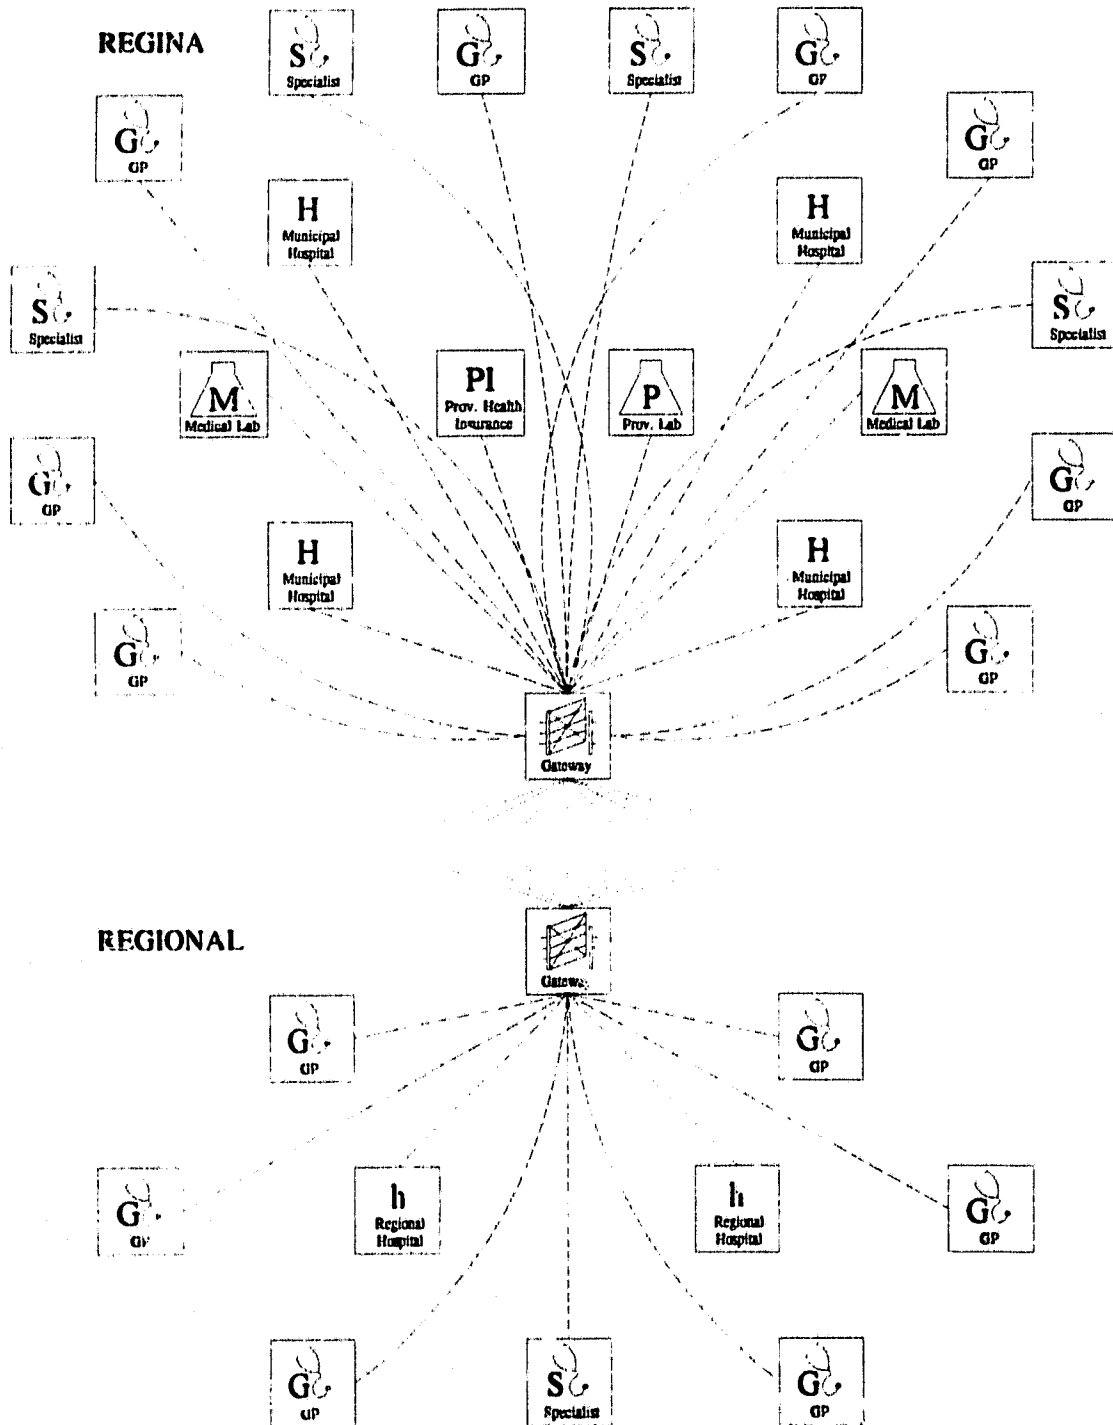 REGINA
S
Specialist
G
GP
S
Specialist
G
GP
G
GP
G
GP
H
Municipal
Hospital
H
Municipal
Hospital
S
Specialist
S
Specialist
M
Medical Lab
PI
Prov. Health
Insurance
P
Prov. Lab
M
Medical Lab
G
GP
G
GP
H
Municipal
Hospital
H
Municipal
Hospital
G
GP
G
GP
Gateway
REGIONAL
Gateway
G
GP
G
GP
G
GP
h
Regional
Hospital
h
Regional
Hospital
G
GP
G
GP
S
Specialist
G
GP